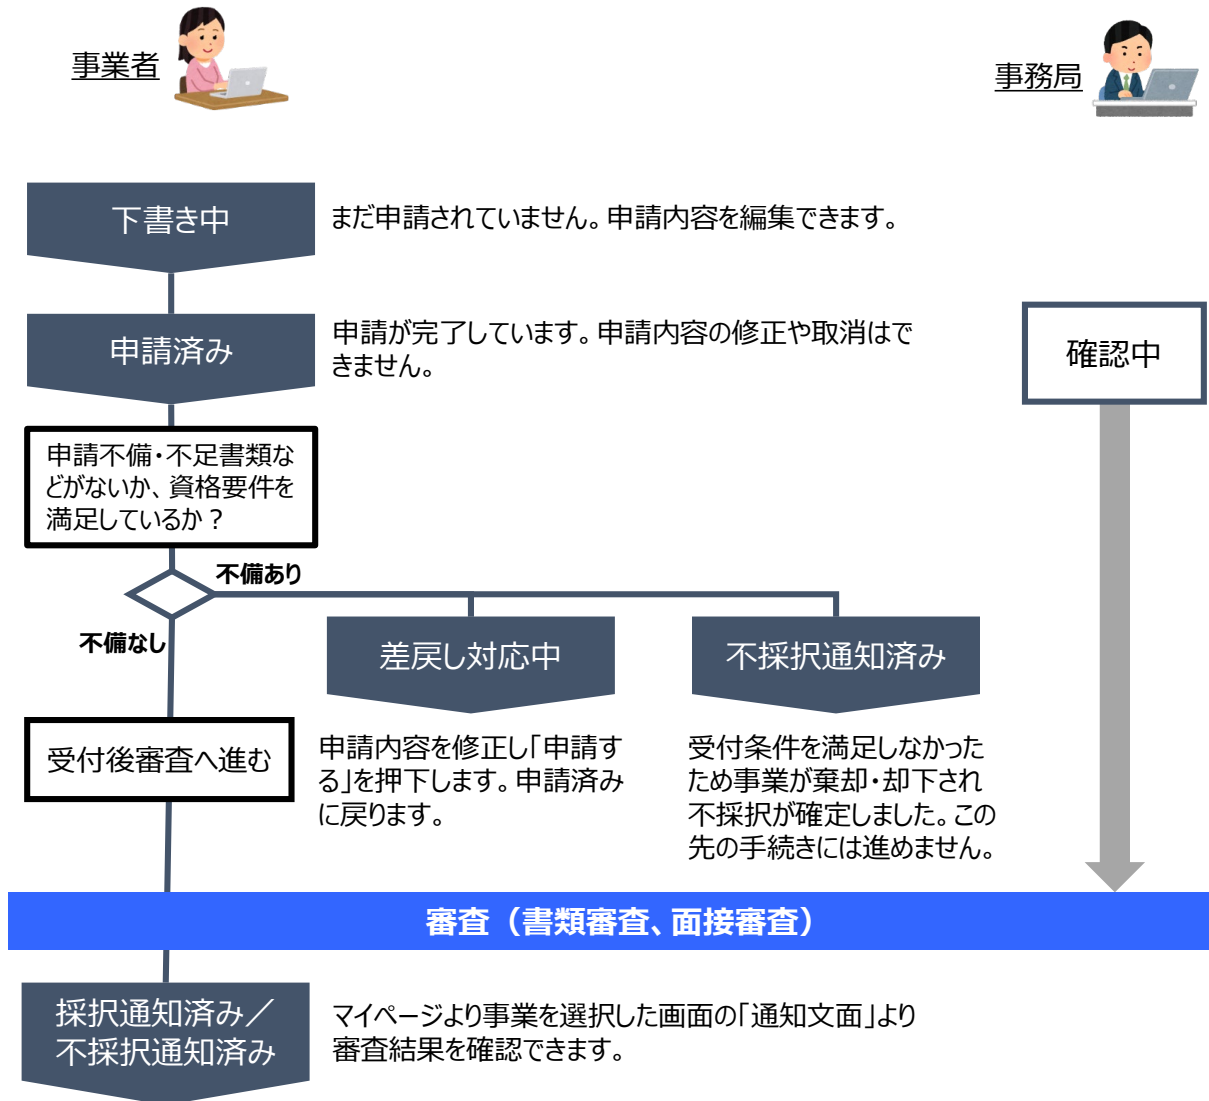 事業者
事務局
下書き中
まだ申請されていません。申請内容を編集できます。
申請済み
申請が完了しています。申請内容の修正や取消はで
きません。
確認中
申請不備・不足書類な
どがないか、資格要件を
満足しているか？
不備あり
不備なし
差戻し対応中
不採択通知済み
受付後審査へ進む
申請内容を修正し「申請す
る」を押下します。申請済み
に戻ります。
受付条件を満足しなかった
ため事業が棄却・却下され
不採択が確定しました。この
先の手続きには進めません。
審査（書類審査、面接審査）
採択通知済み／
不採択通知済み
マイページより事業を選択した画面の「通知文面」より
審査結果を確認できます。